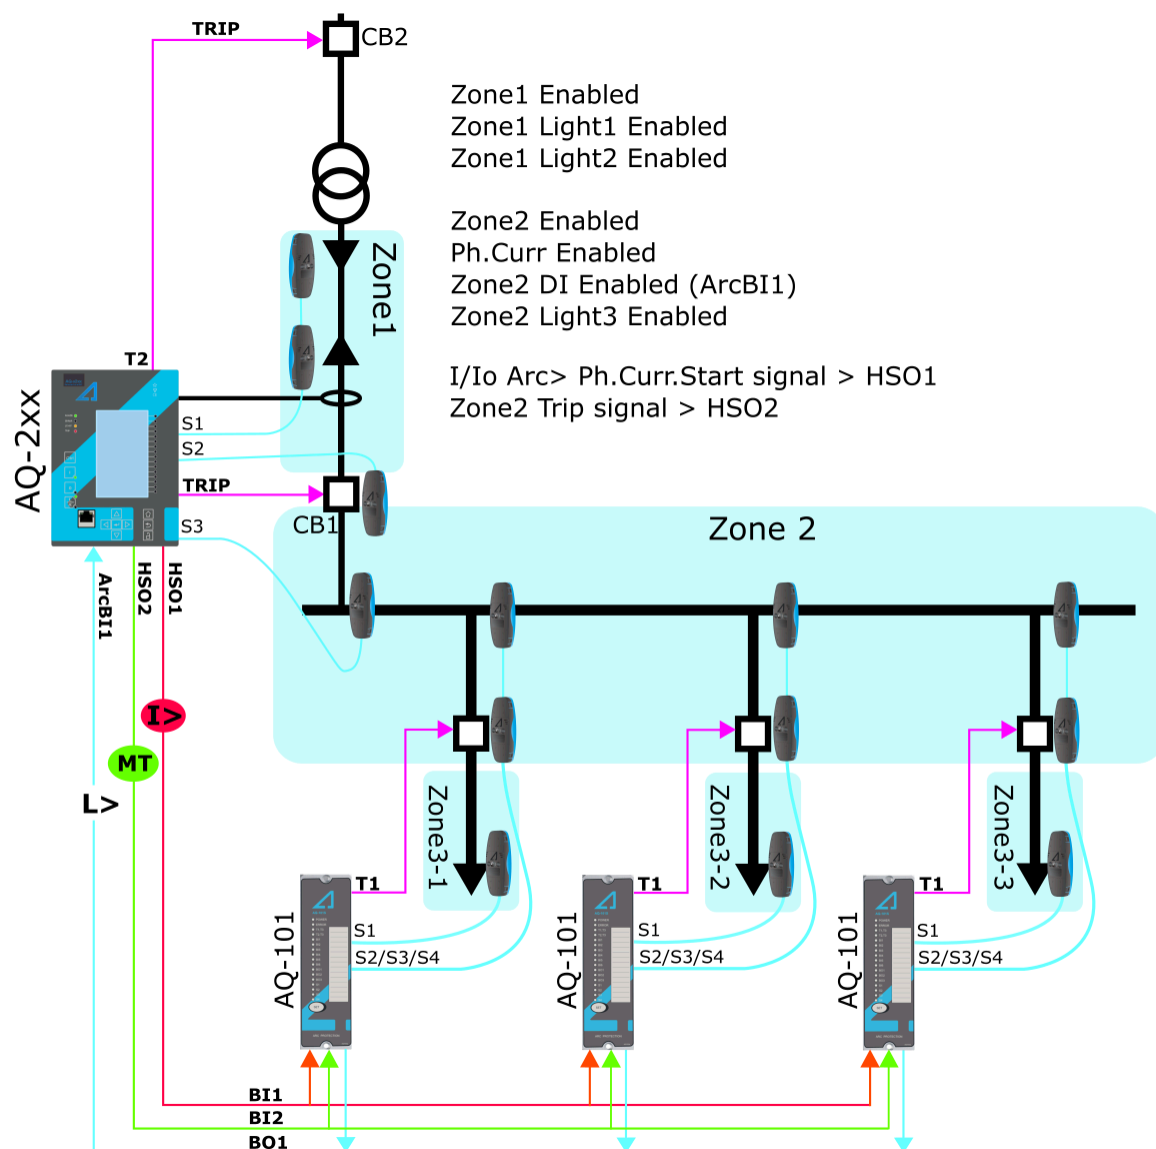 TRIP
CB2
Zone1 Enabled
Zone1 Light1 Enabled
Zone1 Light2 Enabled
Zone2 Enabled
Ph.Curr Enabled
Zone2 DI Enabled (ArcBI1)
Zone2 Light3 Enabled
I/Io Arc> Ph.Curr.Start signal > HSO1
Zone2 Trip signal > HSO2
Zone1
T2
AQ-2xx
S1
S2
TRIP
CB1
S3
Zone 2
ArcBI1
HSO2
HSO1
I>
MT
L>
Zone3-1
Zone3-2
Zone3-3
T1
T1
T1
AQ-101
S1
S2/S3/S4
AQ-101
S1
S2/S3/S4
AQ-101
S1
S2/S3/S4
BI1
BI2
BO1